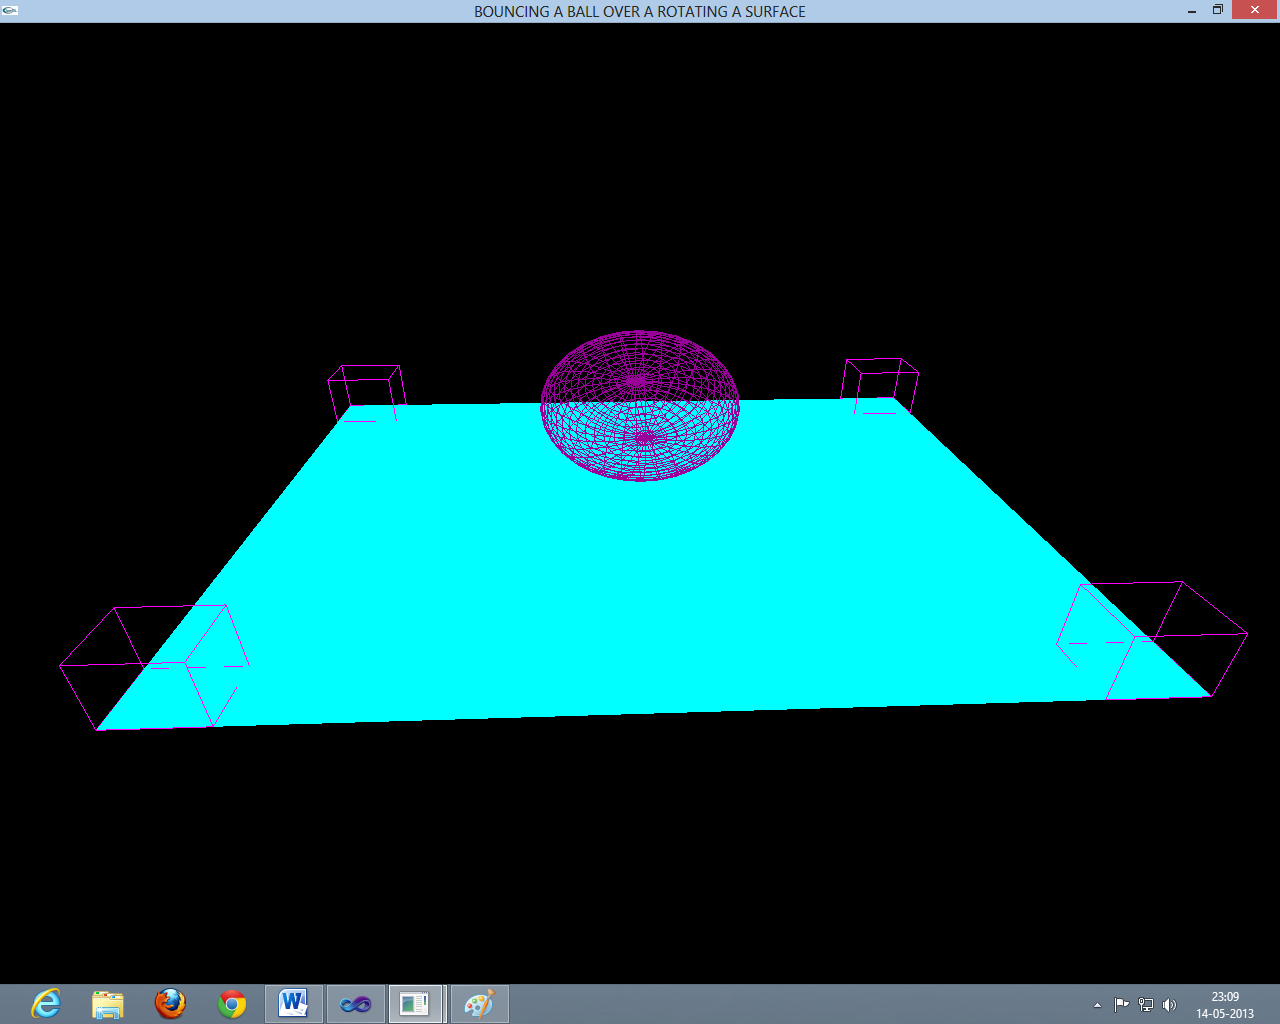 BOUNCING A BALL OVER A ROTATING A SURFACE
23:09
14-05-2013